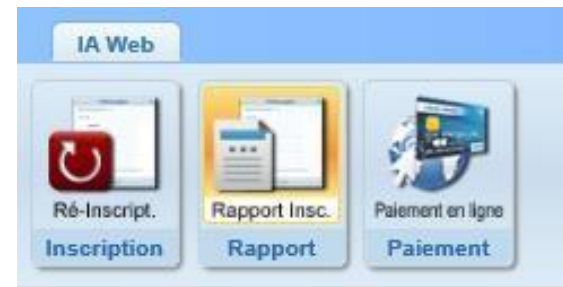 IA Web
Ré-Inscript.
Rapport Insc.
Paiement en ligne
Inscription
Rapport
Paiement